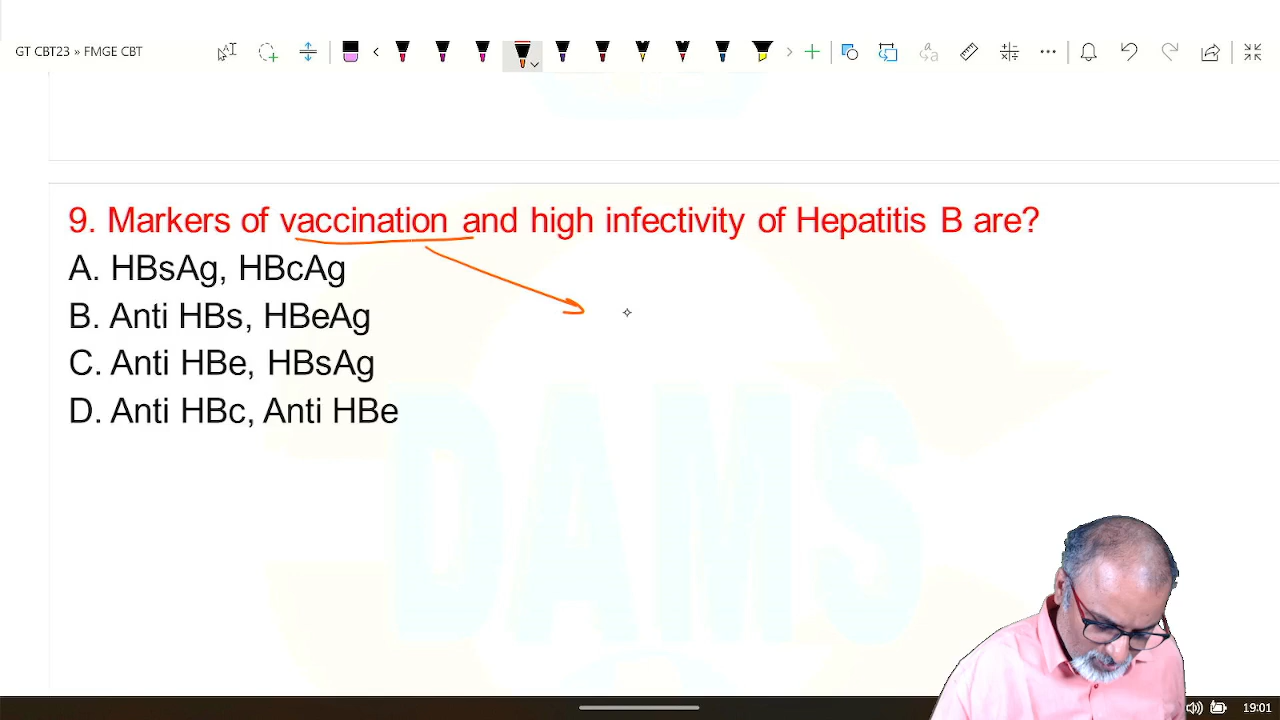 GT CBT23 » FMGE CBT
9. Markers of vaccination and high infectivity of Hepatitis B are?
A. HBsAg, HBcAg
B. Anti HBs, HBeAg
C. Anti HBe, HBsAg
D. Anti HBc, Anti HBe
DAMS
19:01